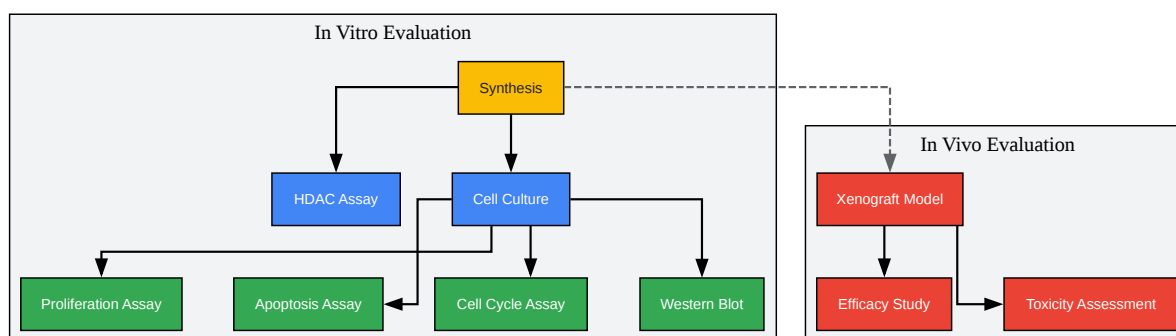 In Vitro Evaluation
Synthesis
In Vivo Evaluation
HDAC Assay
Cell Culture
Xenograft Model
Proliferation Assay
Apoptosis Assay
Cell Cycle Assay
Western Blot
Efficacy Study
Toxicity Assessment